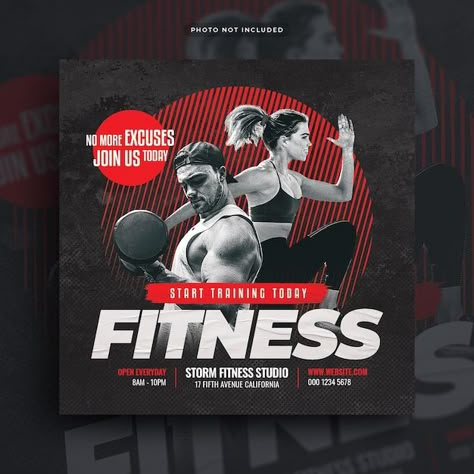 PHOTO NOT INCLUDED
NO MORE EXCUSES
JOIN US TODAY
START TRAINING TODAY
FITNESS
OPEN EVERYDAY
8AM - 10PM
STORM FITNESS STUDIO
17 FIFTH AVENUE CALIFORNIA
WWW.WEBSITE.COM
000 1234 5678